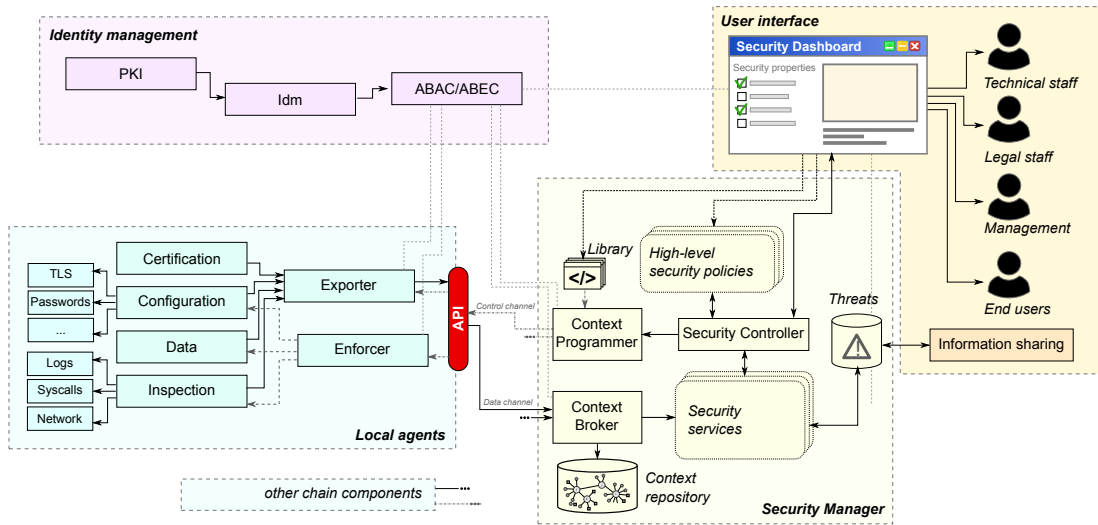 Identity management
PKI
Idm
ABAC/ABEC
User interface
Security Dashboard
Security properties
Technical staff
Legal staff
Management
End users
Information sharing
Local agents
Certification
Configuration
Data
Inspection
TLS
Passwords
...
Logs
Syscalls
Network
Exporter
Enforcer
API
Control channel
Data channel
Library
</>
High-level
security policies
Context
Programmer
Security Controller
Threats
Context
Broker
Security
services
Context
repository
Security Manager
other chain components